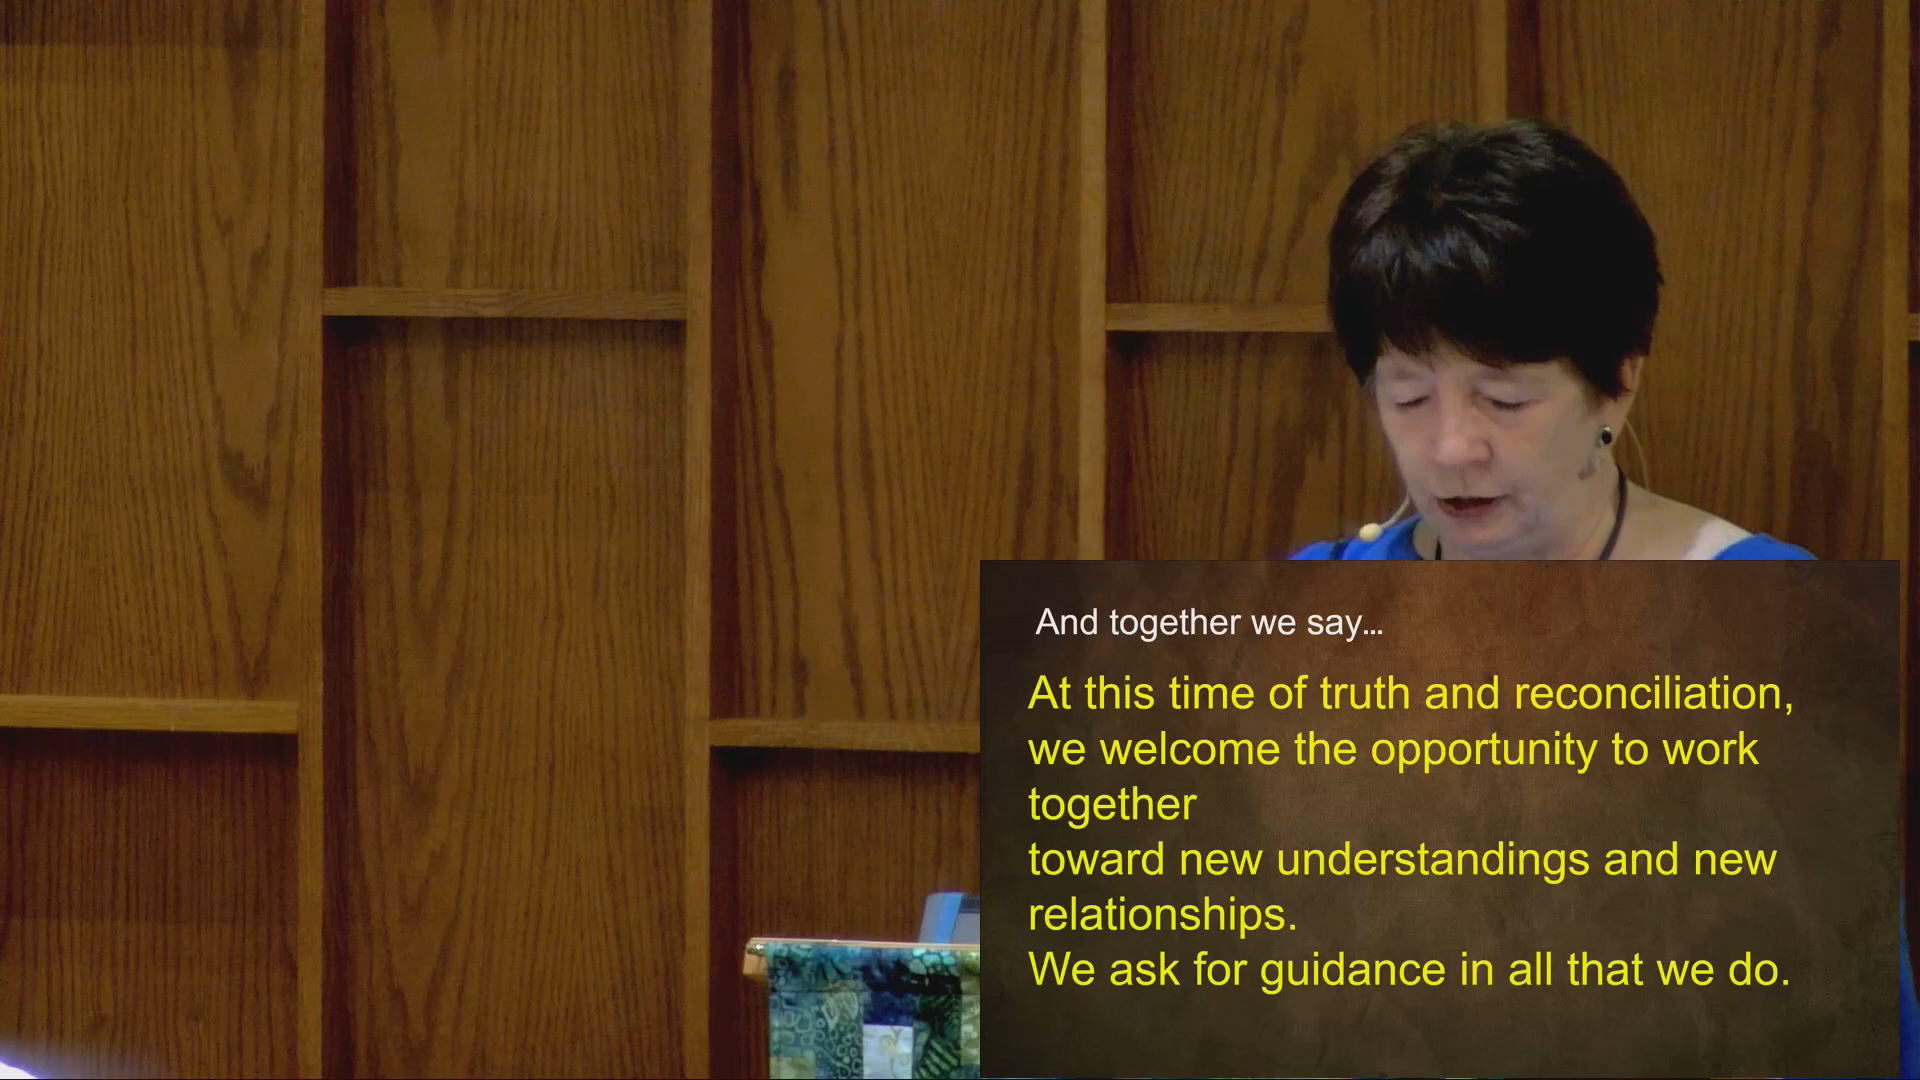 And together we say...
At this time of truth and reconciliation,
we welcome the opportunity to work
together
toward new understandings and new
relationships.
We ask for guidance in all that we do.